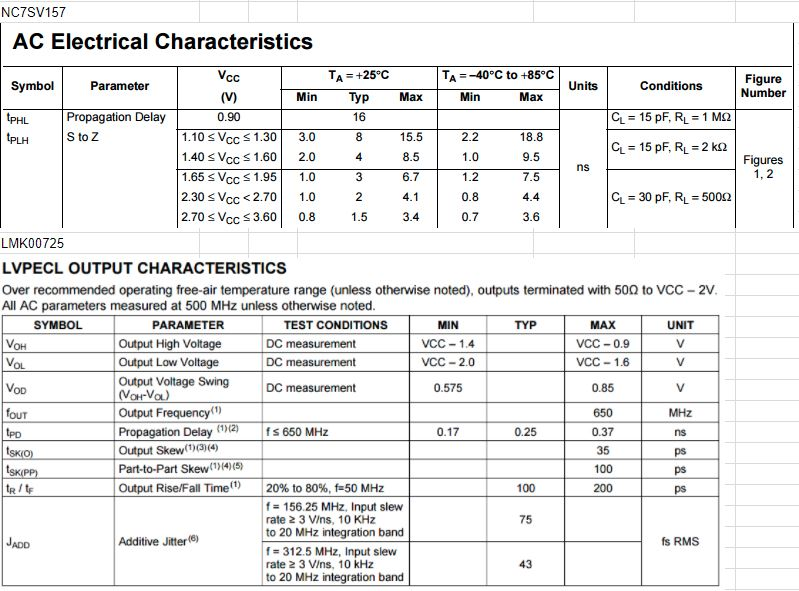 NC7SV157
AC Electrical Characteristics
Symbol Parameter VCC (V) TA = +25°C TA = –40°C to +85°C Units Conditions Figure Number
Min Typ Max Min Max
tPHL Propagation Delay 0.90 16 CL = 15 pF, RL = 1 MΩ
tPLH S to Z 1.10 ≤ VCC ≤ 1.30 3.0 8 15.5 2.2 18.8 ns CL = 15 pF, RL = 2 kΩ Figures 1, 2
1.40 ≤ VCC ≤ 1.60 2.0 4 8.5 1.0 9.5
1.65 ≤ VCC ≤ 1.95 1.0 3 6.7 1.2 7.5
2.30 ≤ VCC < 2.70 1.0 2 4.1 0.8 4.4 CL = 30 pF, RL = 500Ω
2.70 ≤ VCC ≤ 3.60 0.8 1.5 3.4 0.7 3.6
LMK00725
LVPECL OUTPUT CHARACTERISTICS
Over recommended operating free-air temperature range (unless otherwise noted), outputs terminated with 50Ω to VCC – 2V.
All AC parameters measured at 500 MHz unless otherwise noted.
SYMBOL PARAMETER TEST CONDITIONS MIN TYP MAX UNIT
VOH Output High Voltage DC measurement VCC – 1.4 VCC – 0.9 V
VOL Output Low Voltage DC measurement VCC – 2.0 VCC – 1.6 V
VOD Output Voltage Swing (VOH-VOL) DC measurement 0.575 0.85 V
fOUT Output Frequency(1) 650 MHz
tPD Propagation Delay (1)(2) f ≤ 650 MHz 0.17 0.25 0.37 ns
tSK(O) Output Skew(1)(3)(4) 35 ps
tSK(PP) Part-to-Part Skew(1)(4)(5) 100 ps
tR / tF Output Rise/Fall Time(1) 20% to 80%, f=50 MHz 100 200 ps
JADD Additive Jitter(6) f = 156.25 MHz, Input slew
rate ≥ 3 V/ns, 10 KHz
to 20 MHz integration band 75 fs RMS
f = 312.5 MHz, Input slew
rate ≥ 3 V/ns, 10 kHz
to 20 MHz integration band 43